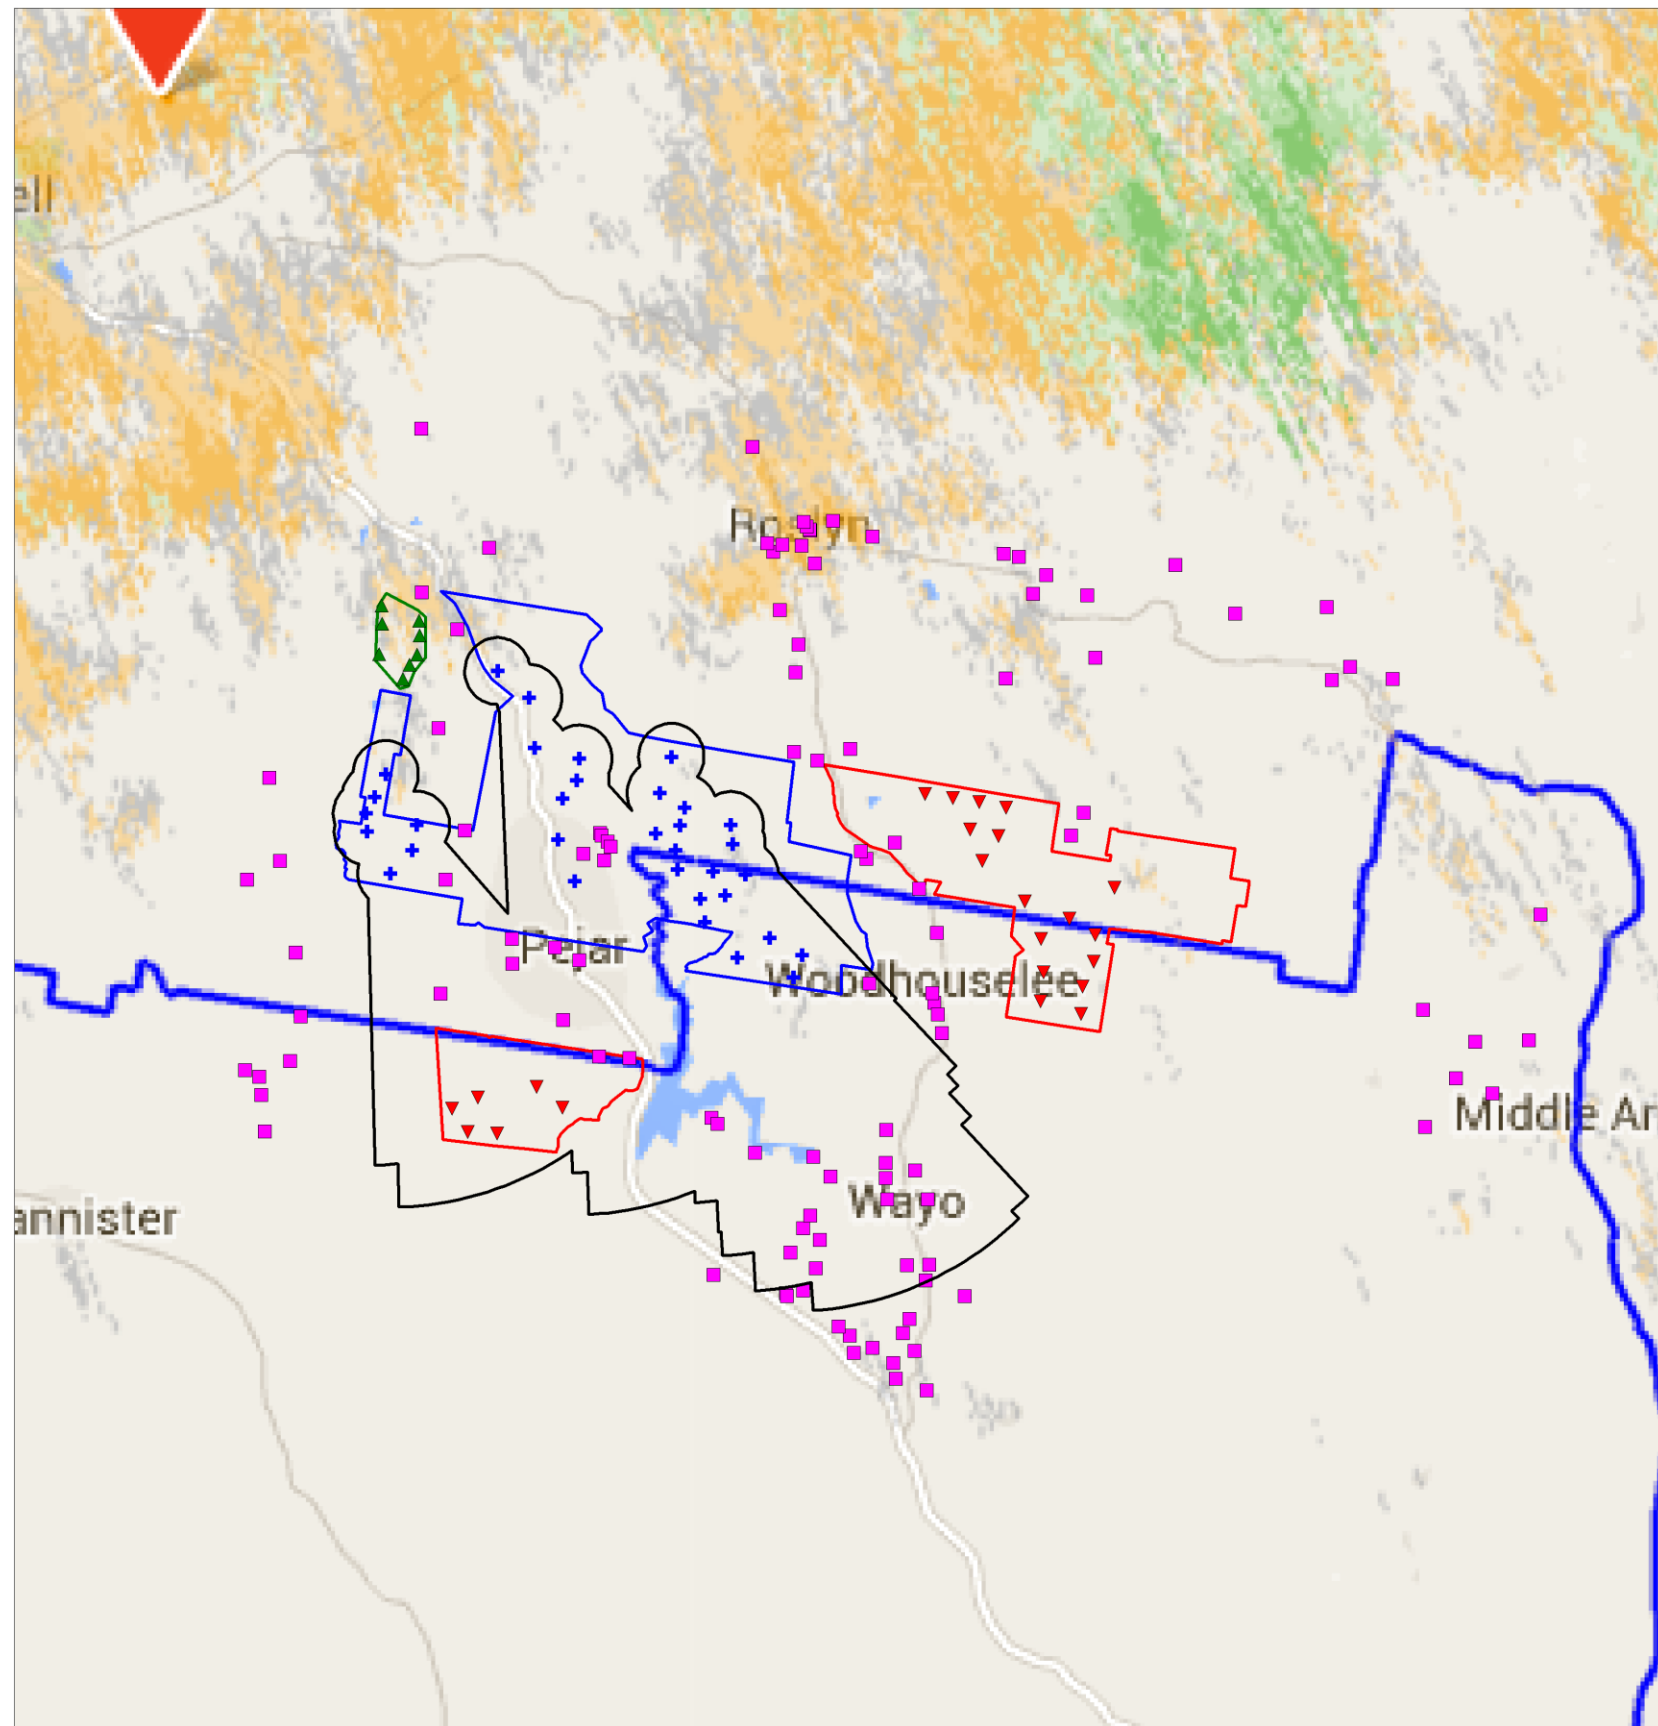 ell
Roslyn
Pejar
Woodhouselee
Middle Ar
Wayo
annister